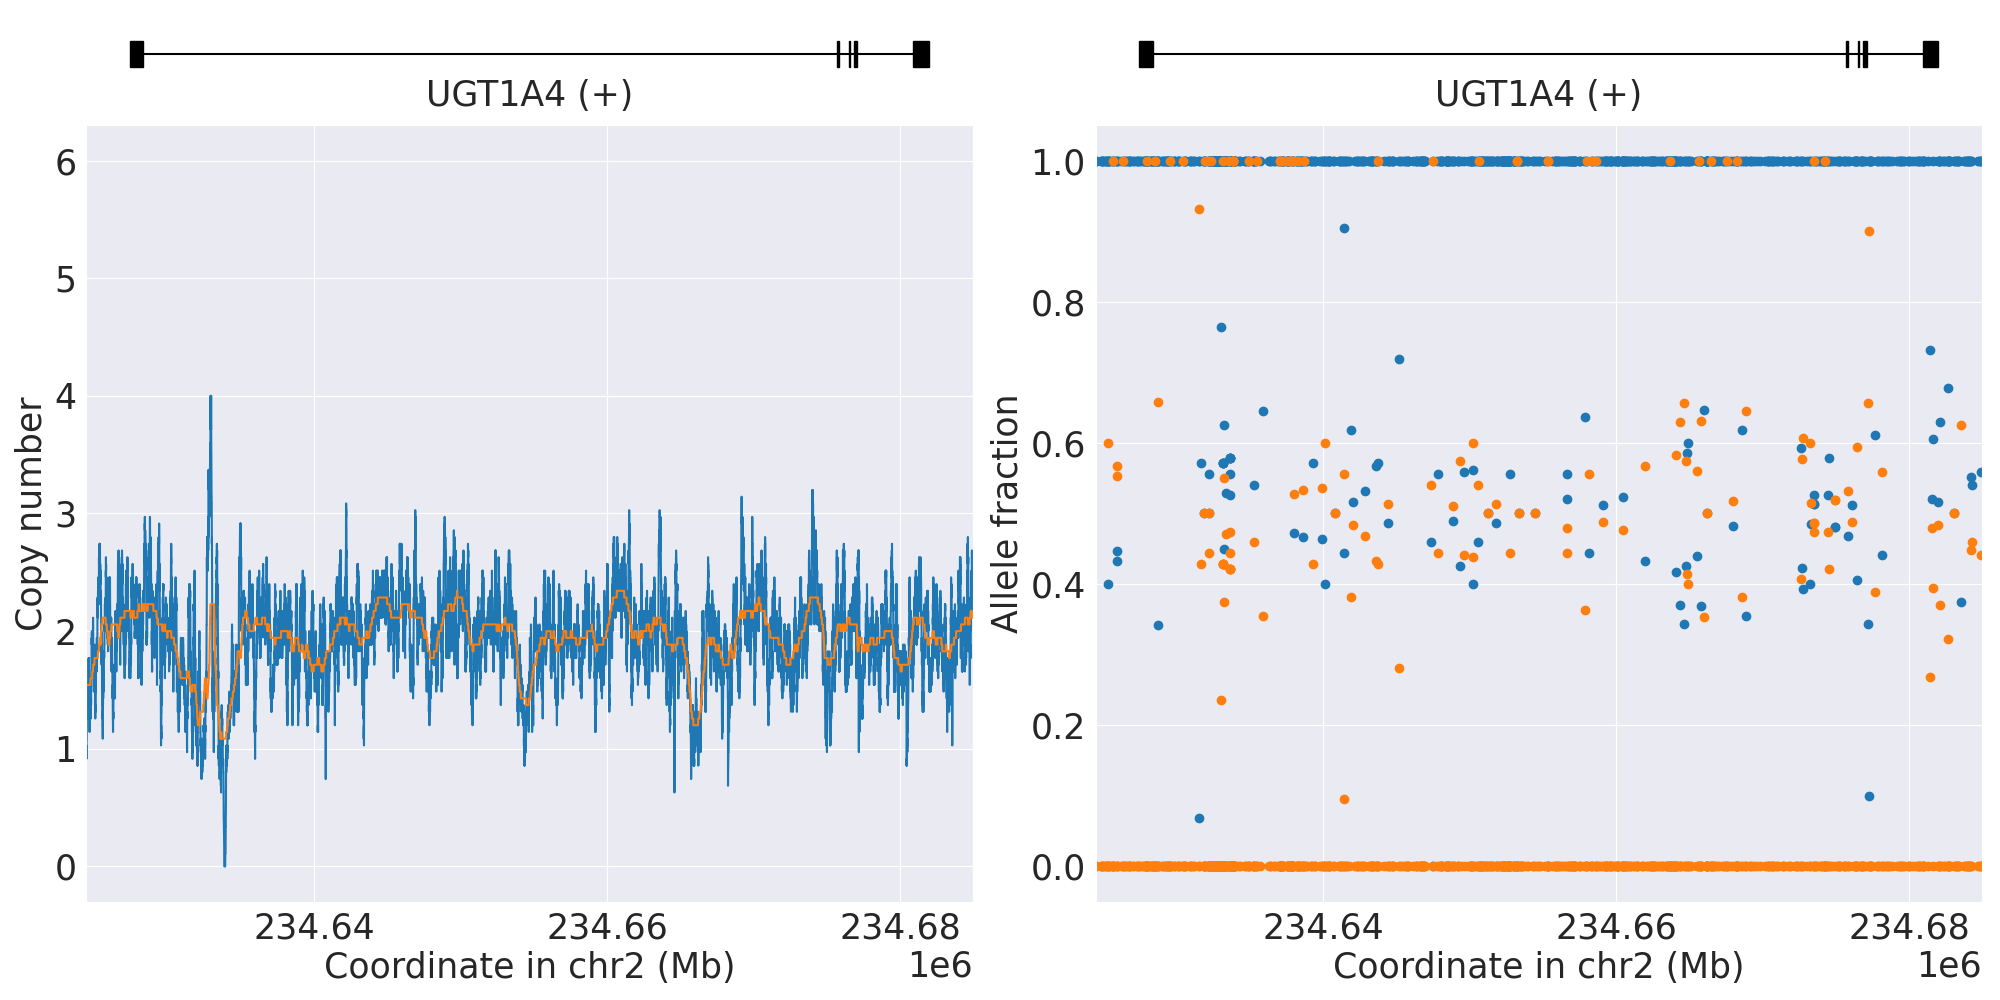 UGT1A4 (+)
6
5
4
3
2
1
0
Copy number
234.64 234.66 234.68
1e6
Coordinate in chr2 (Mb)
UGT1A4 (+)
1.0
0.8
0.6
0.4
0.2
0.0
Allele fraction
234.64 234.66 234.68
1e6
Coordinate in chr2 (Mb)